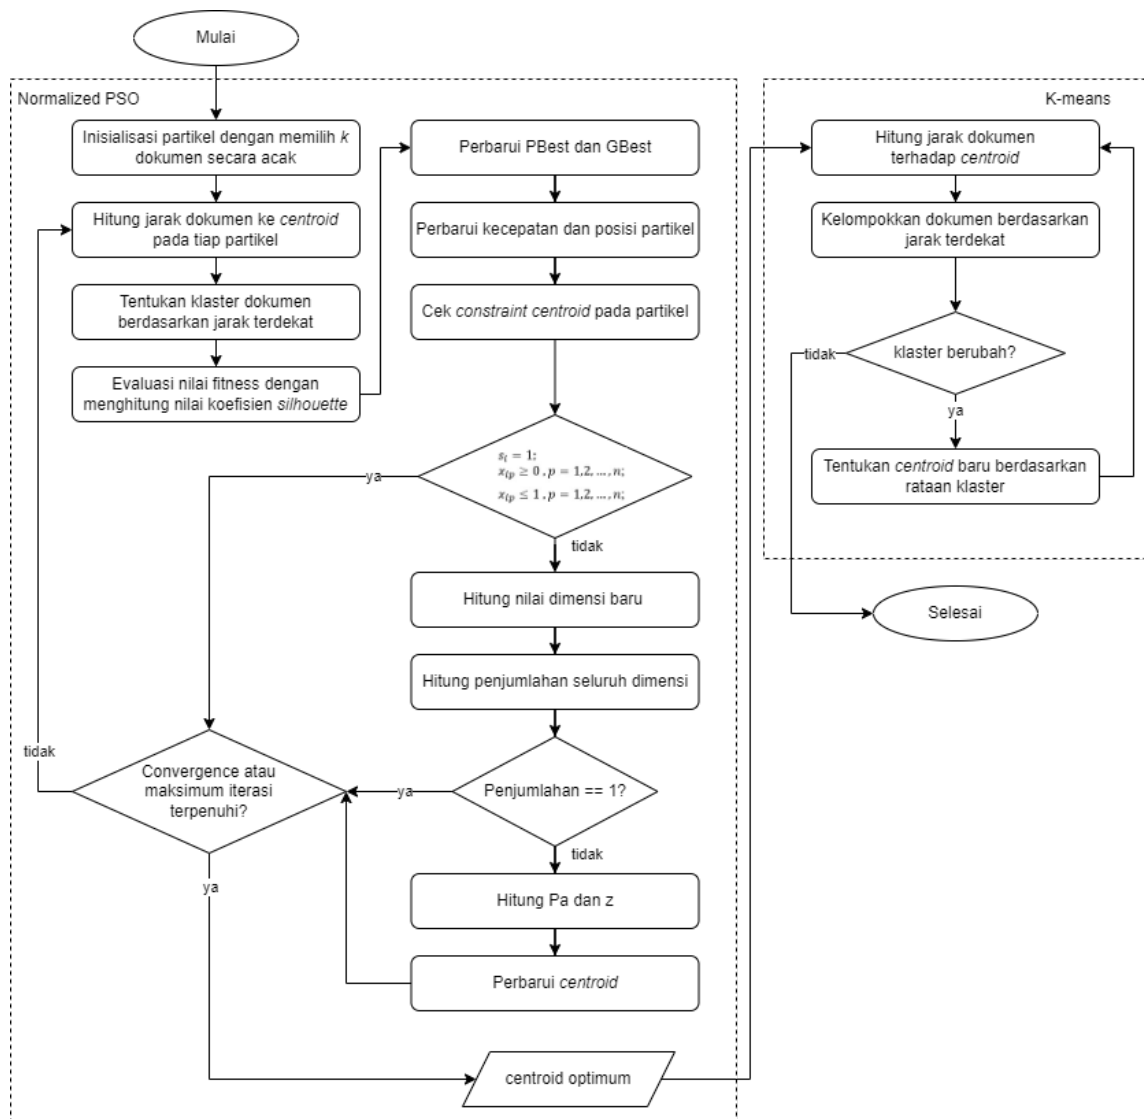 Mulai
Normalized PSO
Inisialisasi partikel dengan memilih k
dokumen secara acak
Hitung jarak dokumen ke centroid
pada tiap partikel
Tentukan klaster dokumen
berdasarkan jarak terdekat
Evaluasi nilai fitness dengan
menghitung nilai koefisien silhouette
Perbarui PBest dan GBest
Perbarui kecepatan dan posisi partikel
Cek constraint centroid pada partikel
s_i = 1;
x_ip ≥ 0 , p = 1,2, ..., n;
x_ip ≤ 1 , p = 1,2, ..., n;
ya
tidak
Hitung nilai dimensi baru
Hitung penjumlahan seluruh dimensi
Penjumlahan == 1?
ya
tidak
Hitung Pa dan z
Perbarui centroid
Convergence atau
maksimum iterasi
terpenuhi?
tidak
ya
centroid optimum
K-means
Hitung jarak dokumen
terhadap centroid
Kelompokkan dokumen berdasarkan
jarak terdekat
klaster berubah?
tidak
ya
Tentukan centroid baru berdasarkan
rataan klaster
Selesai